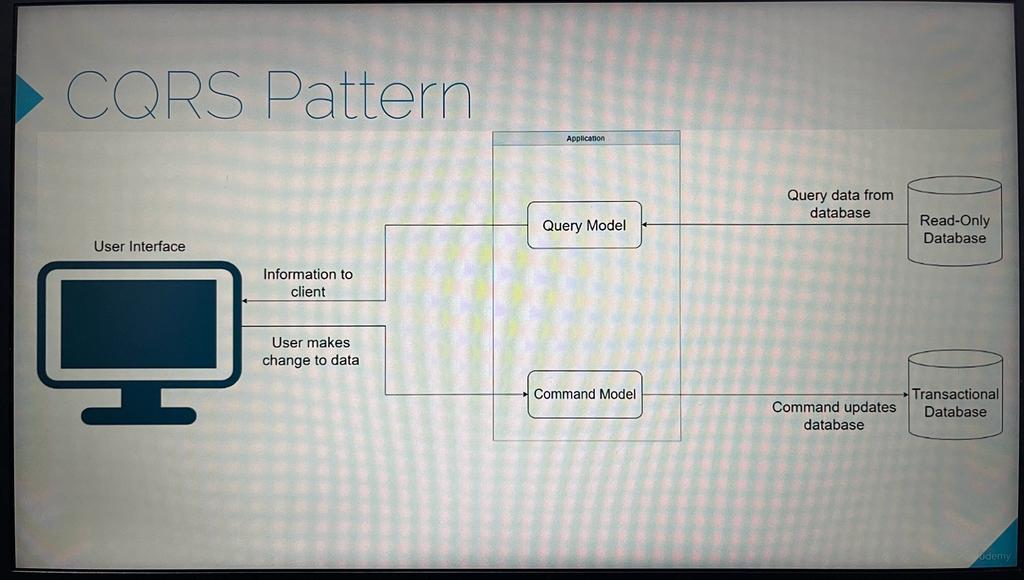 CQRS Pattern
Application
Query data from
database
Read-Only
Database
Query Model
User Interface
Information to
client
User makes
change to data
Command Model
Command updates
database
Transactional
Database
udemy